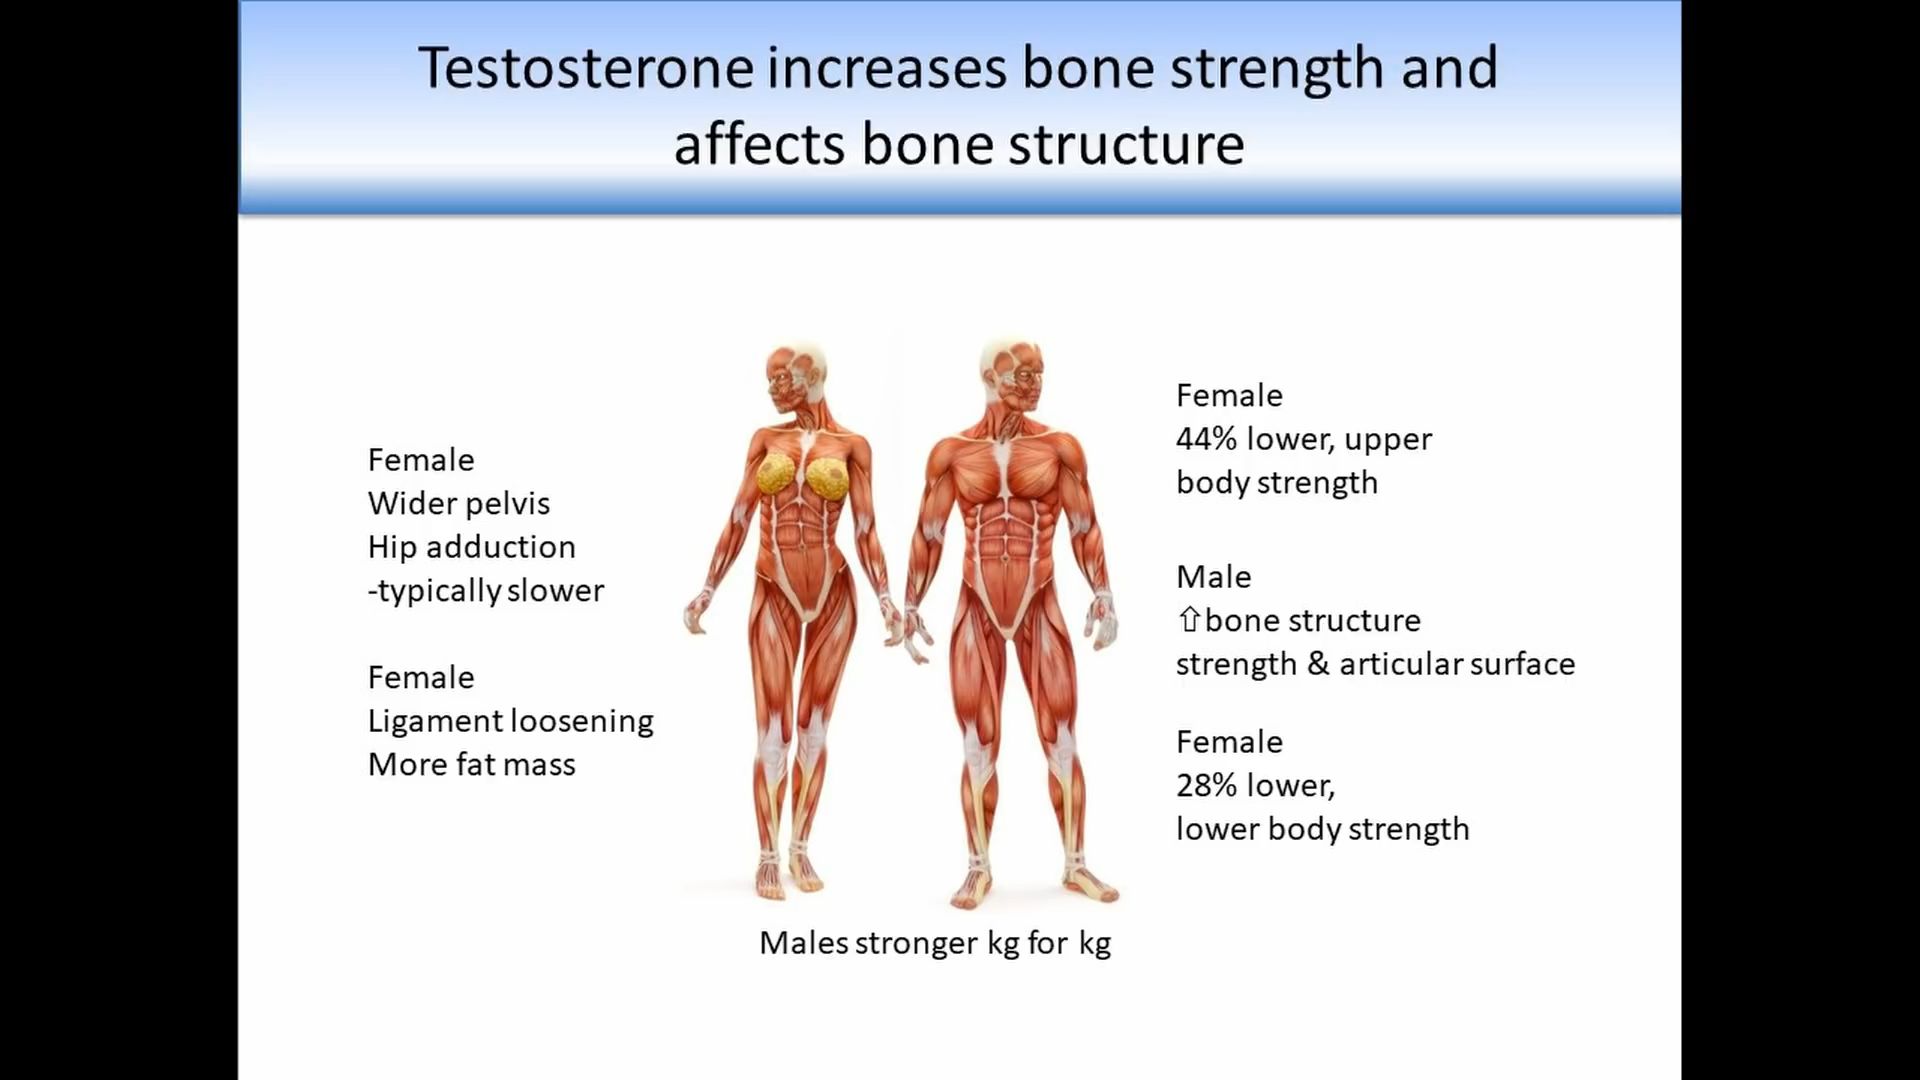 Testosterone increases bone strength and
affects bone structure
Female
Wider pelvis
Hip adduction
-typically slower
Female
Ligament loosening
More fat mass
Female
44% lower, upper
body strength
Male
⇧bone structure
strength & articular surface
Female
28% lower,
lower body strength
Males stronger kg for kg